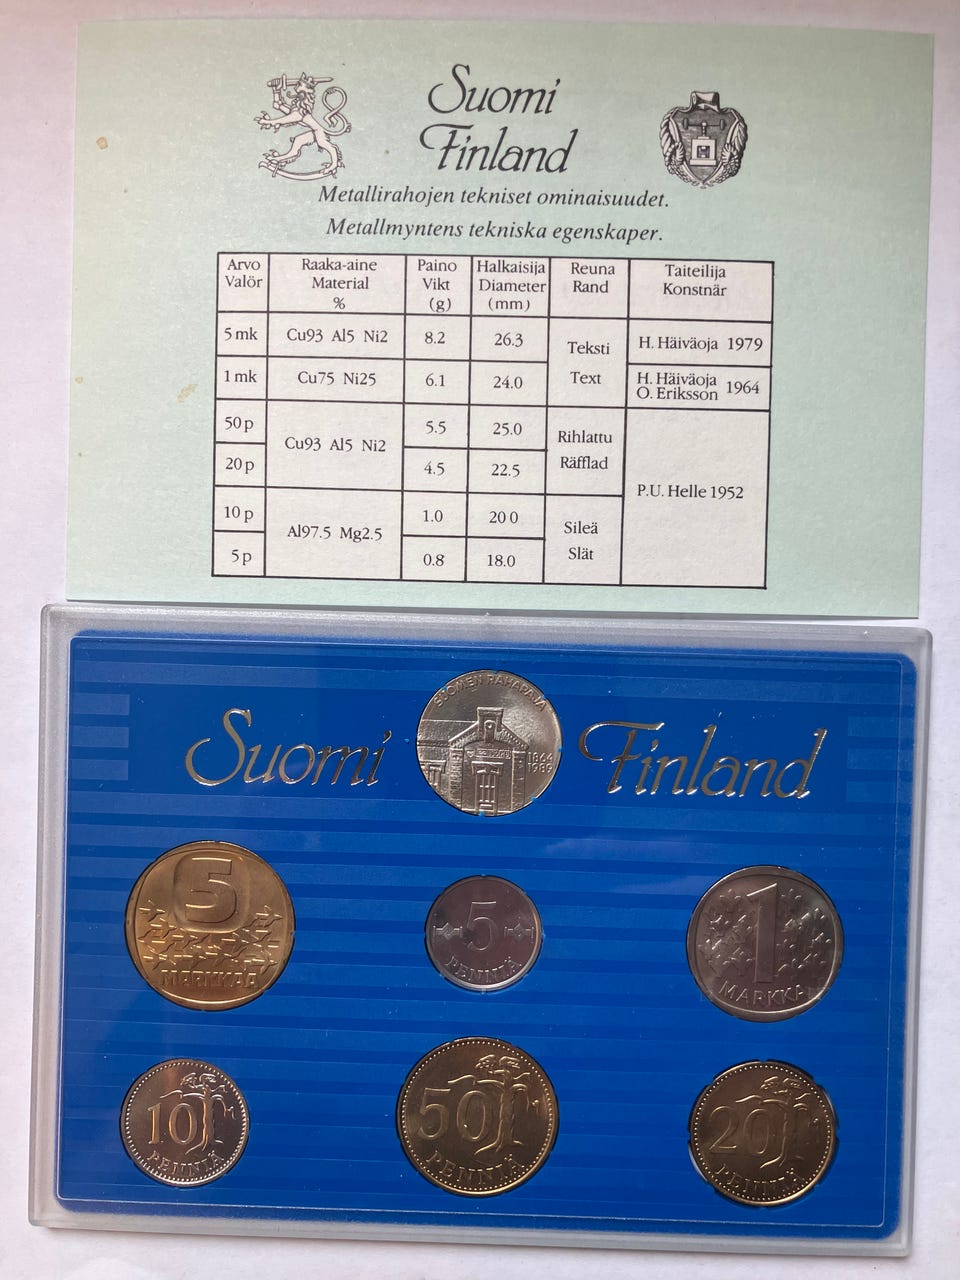 Suomi
Finland
Metallirahojen tekniset ominaisuudet.
Metallmyntens tekniska egenskaper.
Arvo Valör Raaka-aine Material % Paino Vikt (g) Halkaisija Diameter (mm) Reuna Rand Taiteilija Konstnär
5 mk Cu93 Al5 Ni2 8.2 26.3 Teksti Text H. Häiväoja 1979
1 mk Cu75 Ni25 6.1 24.0 H. Häiväoja O. Eriksson 1964
50 p Cu93 Al5 Ni2 5.5 25.0 Rihlattu Räfflad P.U. Helle 1952
20 p 4.5 22.5
10 p Al97.5 Mg2.5 1.0 20 0 Sileä Slät
5 p 0.8 18.0
H
Suomi Finland
SUOMEN RAHAPAJA
1864
1988
5
MARKKAA
5
PENNIÄ
1
MARKKA
10
PENNIÄ
50
PENNIÄ
20
PENNIÄ